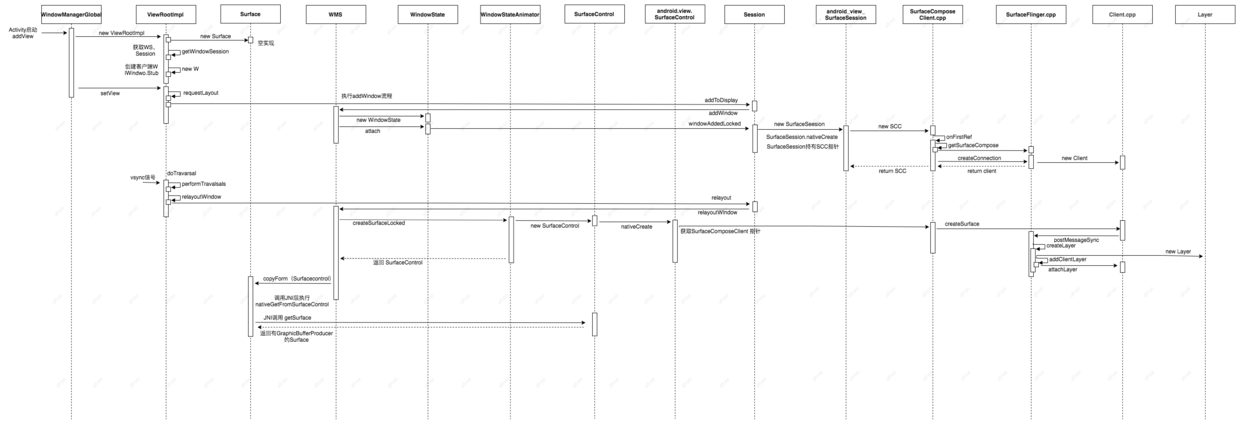 WindowManagerGlobal
ViewRootImpl
Surface
WMS
WindowState
WindowStateAnimator
SurfaceControl
android.view.
SurfaceControl
Session
android_view_
SurfaceSession
SurfaceCompose
Client.cpp
SurfaceFlinger.cpp
Client.cpp
Layer
Activity启动
addView
new ViewRootImpl
new Surface
空实现
获取WS、
Session
getWindowSession
创建客户端W
IWindwo.Stub
new W
setView
requestLayout
执行addWindow流程
addToDisplay
addWindow
new WindowState
attach
windowAddedLocked
new SurfaceSeesion
SurfaceSession.nativeCreate
SurfaceSession持有SCC指针
new SCC
onFirstRef
getSurfaceCompose
createConnection
new Client
return SCC
return client
doTravarsal
vsync信号
performTravalsals
relayoutWindow
relayout
relayoutWindow
createSurfaceLocked
new SurfaceControl
nativeCreate
获取SurfaceComposeClient 指针
createSurface
postMessageSync
createLayer
new Layer
addClientLayer
attachLayer
返回 SurfaceControl
copyForm（Surfacecontrol）
调用JNI层执行
nativeGetFromSurfaceControl
JNI调用 getSurface
返回有GraphicBufferProducer
的Surface